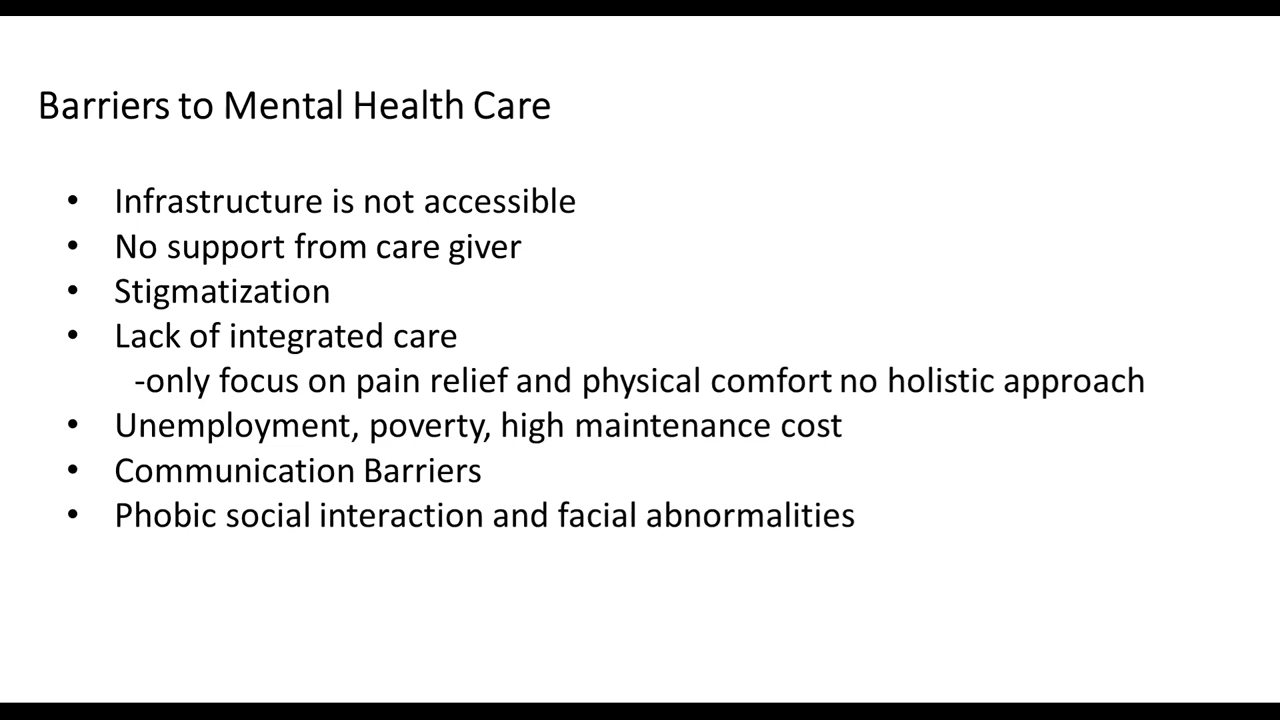 Barriers to Mental Health Care
• Infrastructure is not accessible
• No support from care giver
• Stigmatization
• Lack of integrated care
-only focus on pain relief and physical comfort no holistic approach
• Unemployment, poverty, high maintenance cost
• Communication Barriers
• Phobic social interaction and facial abnormalities